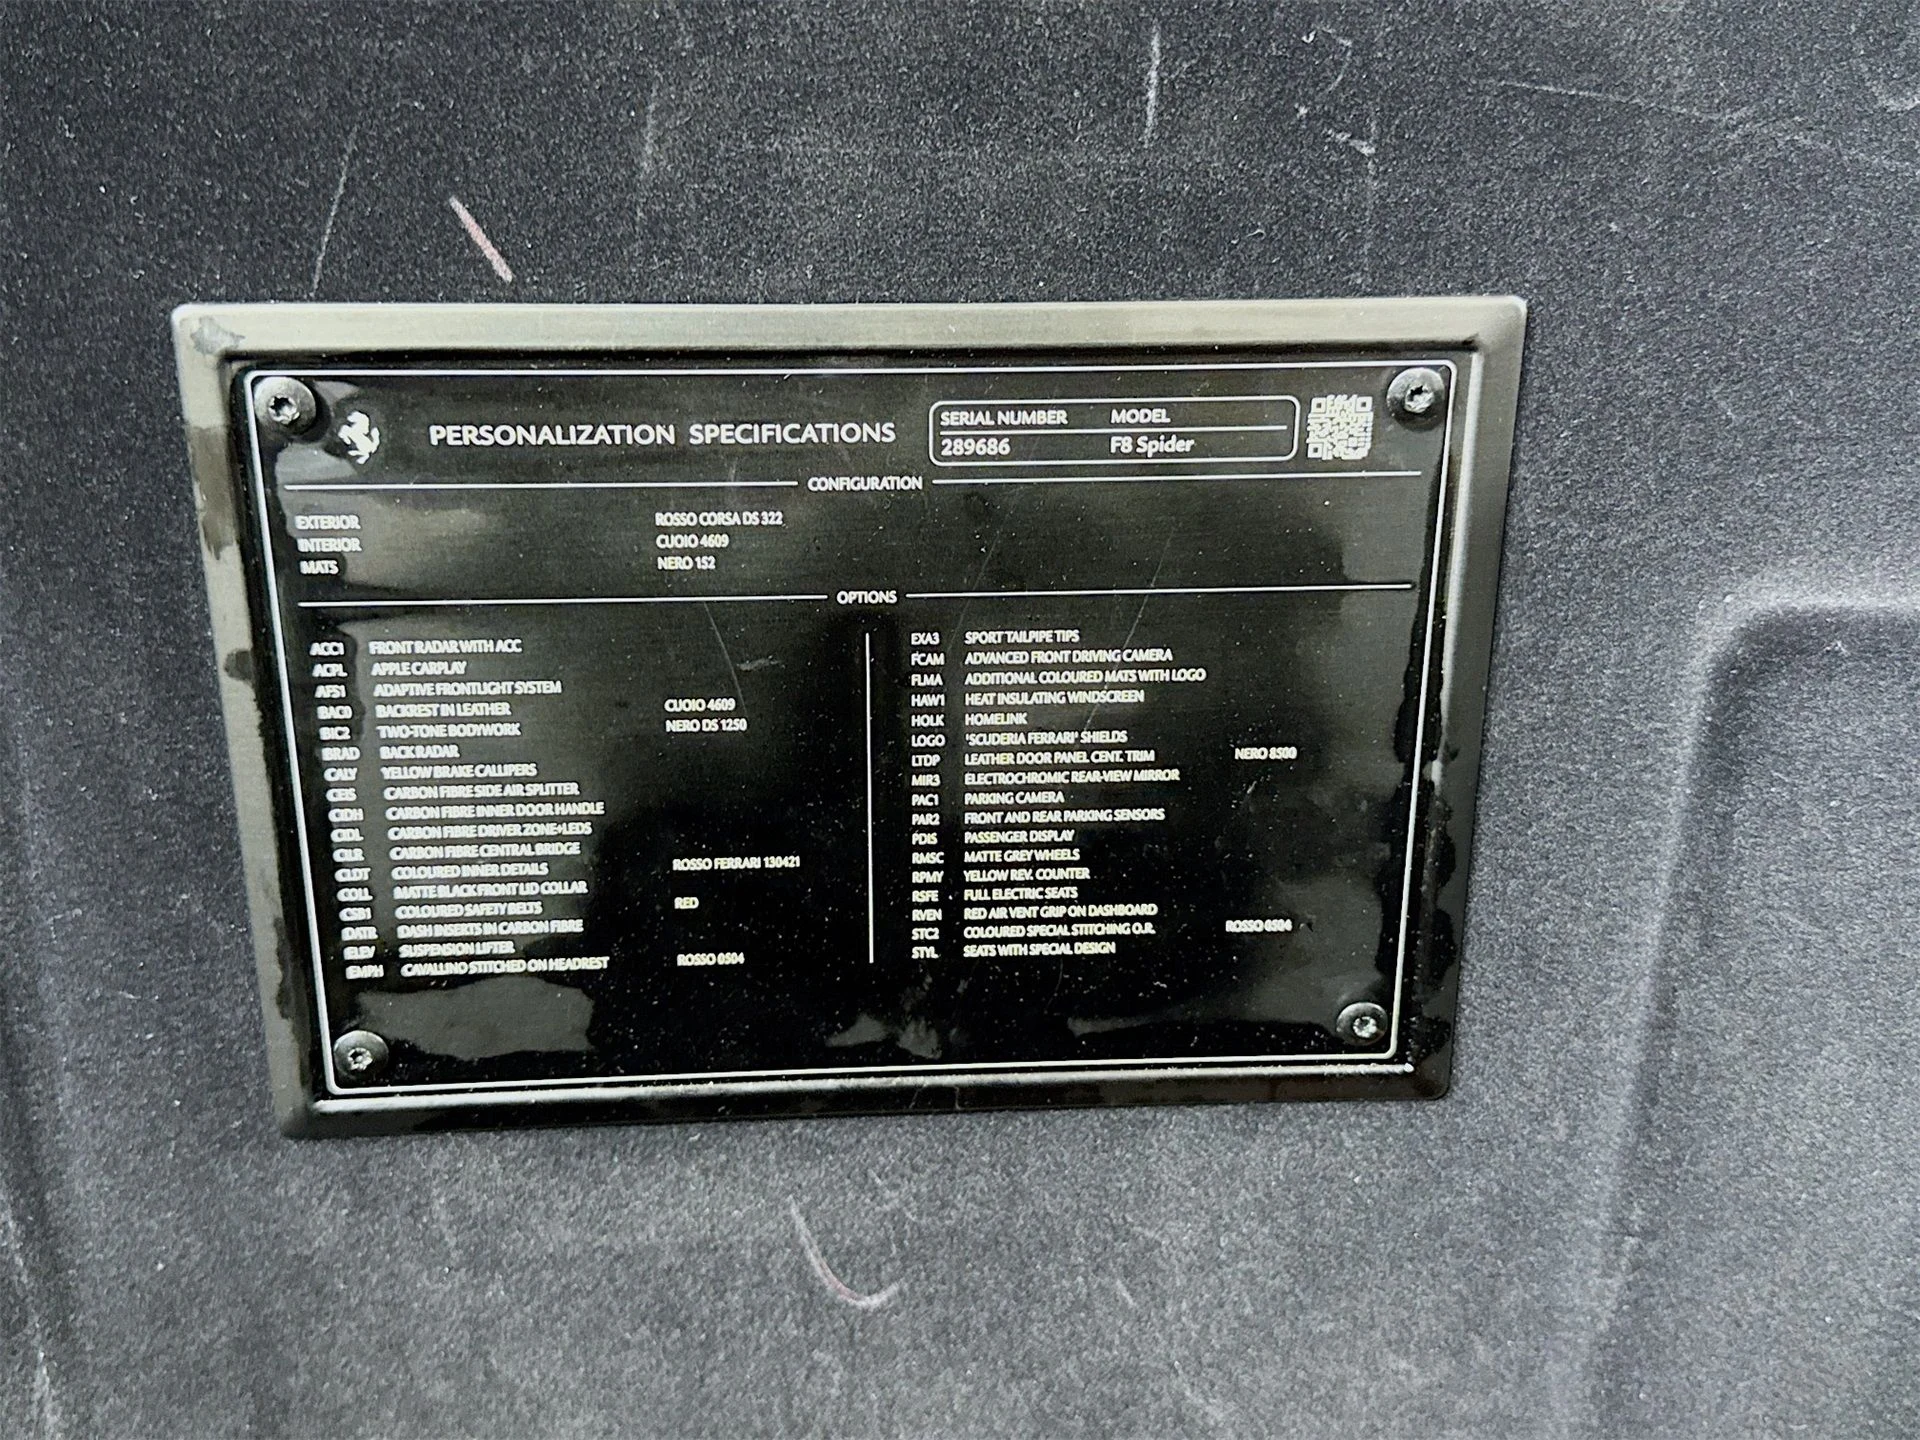 PERSONALIZATION SPECIFICATIONS
SERIAL NUMBER MODEL
289686 F8 Spider
CONFIGURATION
EXTERIOR ROSSO CORSA DS 322
INTERIOR CUOIO 4609
MATS NERO 152
OPTIONS
ACC1 FRONT RADAR WITH ACC
ACPL APPLE CARPLAY
AFS1 ADAPTIVE FRONTLIGHT SYSTEM
BAC0 BACKREST IN LEATHER CUOIO 4609
BIC2 TWO-TONE BODYWORK NERO DS 1250
BRAD BACK RADAR
CALY YELLOW BRAKE CALLIPERS
CEIS CARBON FIBRE SIDE AIR SPLITTER
CIDH CARBON FIBRE INNER DOOR HANDLE
CIDL CARBON FIBRE DRIVER ZONE+LEDS
CILR CARBON FIBRE CENTRAL BRIDGE
CLDT COLOURED INNER DETAILS ROSSO FERRARI 130421
COLL MATTE BLACK FRONT LID COLLAR
CSB1 COLOURED SAFETY BELTS RED
DATR DASH INSERTS IN CARBON FIBRE
ELEV SUSPENSION LIFTER
EMPH CAVALLINO STITCHED ON HEADREST ROSSO 0504
EXA3 SPORT TAILPIPE TIPS
FCAM ADVANCED FRONT DRIVING CAMERA
FLMA ADDITIONAL COLOURED MATS WITH LOGO
HAW1 HEAT INSULATING WINDSCREEN
HOLK HOMELINK
LOGO 'SCUDERIA FERRARI' SHIELDS
LTDP LEATHER DOOR PANEL CENT. TRIM NERO 8500
MIR3 ELECTROCHROMIC REAR-VIEW MIRROR
PAC1 PARKING CAMERA
PAR2 FRONT AND REAR PARKING SENSORS
PDIS PASSENGER DISPLAY
RMSC MATTE GREY WHEELS
RPMY YELLOW REV. COUNTER
RSFE FULL ELECTRIC SEATS
RVEN RED AIR VENT GRIP ON DASHBOARD
STC2 COLOURED SPECIAL STITCHING O.R. ROSSO 0504
STYL SEATS WITH SPECIAL DESIGN